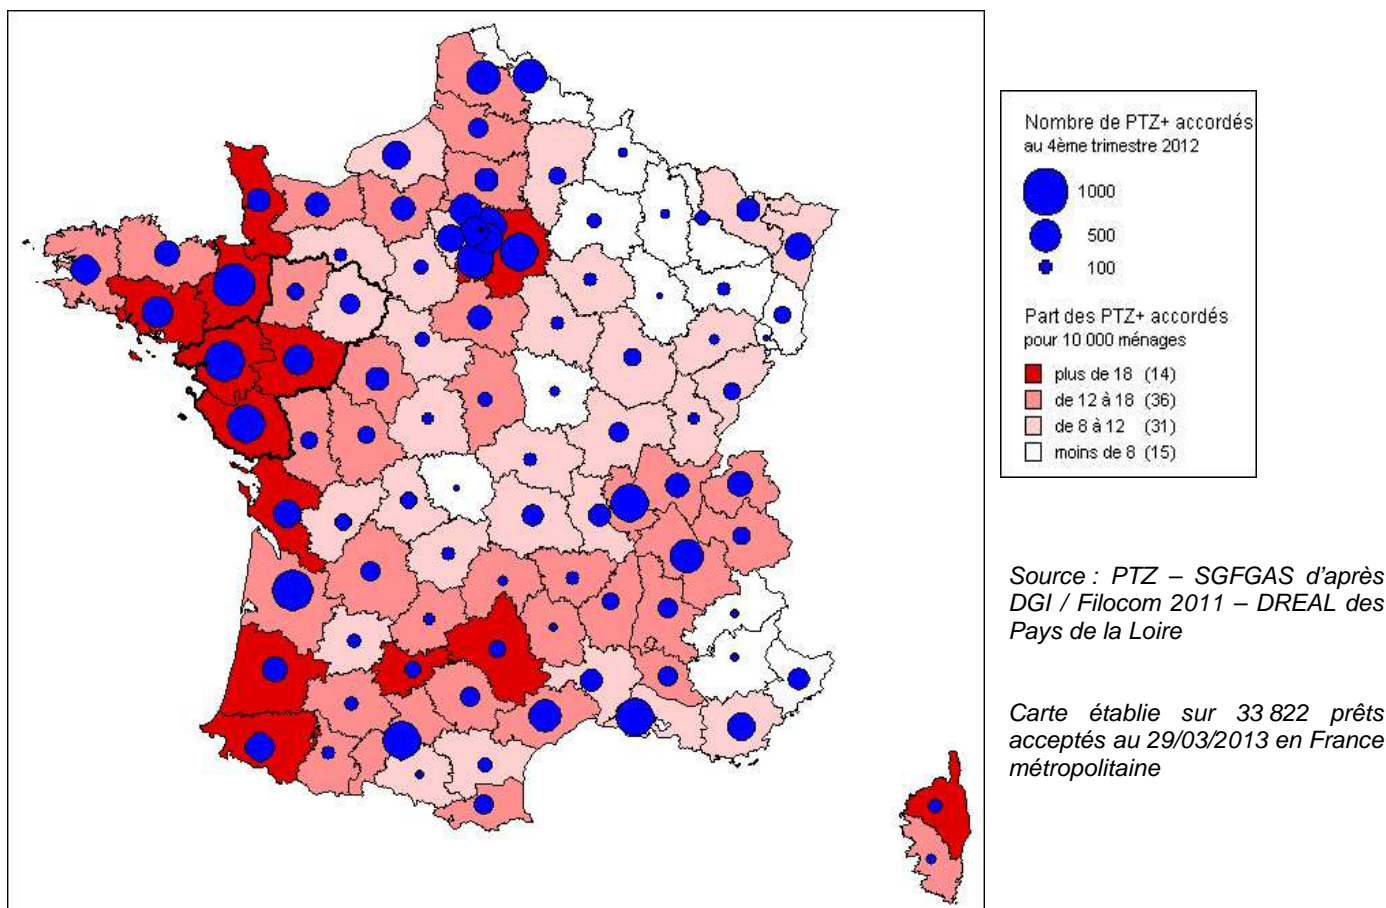 Nombre de PTZ+ accordés
au 4ème trimestre 2012
1000
500
100
Part des PTZ+ accordés
pour 10 000 ménages
plus de 18 (14)
de 12 à 18 (36)
de 8 à 12 (31)
moins de 8 (15)
Source : PTZ – SGFGAS d'après
DGI / Filocom 2011 – DREAL des
Pays de la Loire
Carte établie sur 33 822 prêts
acceptés au 29/03/2013 en France
métropolitaine